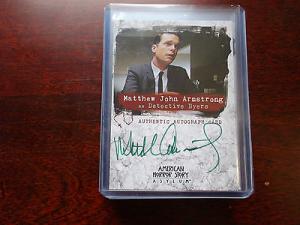 Matthew John Armstrong
as Detective Byers
AUTHENTIC AUTOGRAPH CARD
AMERICAN
HORROR STORY
ASYLUM